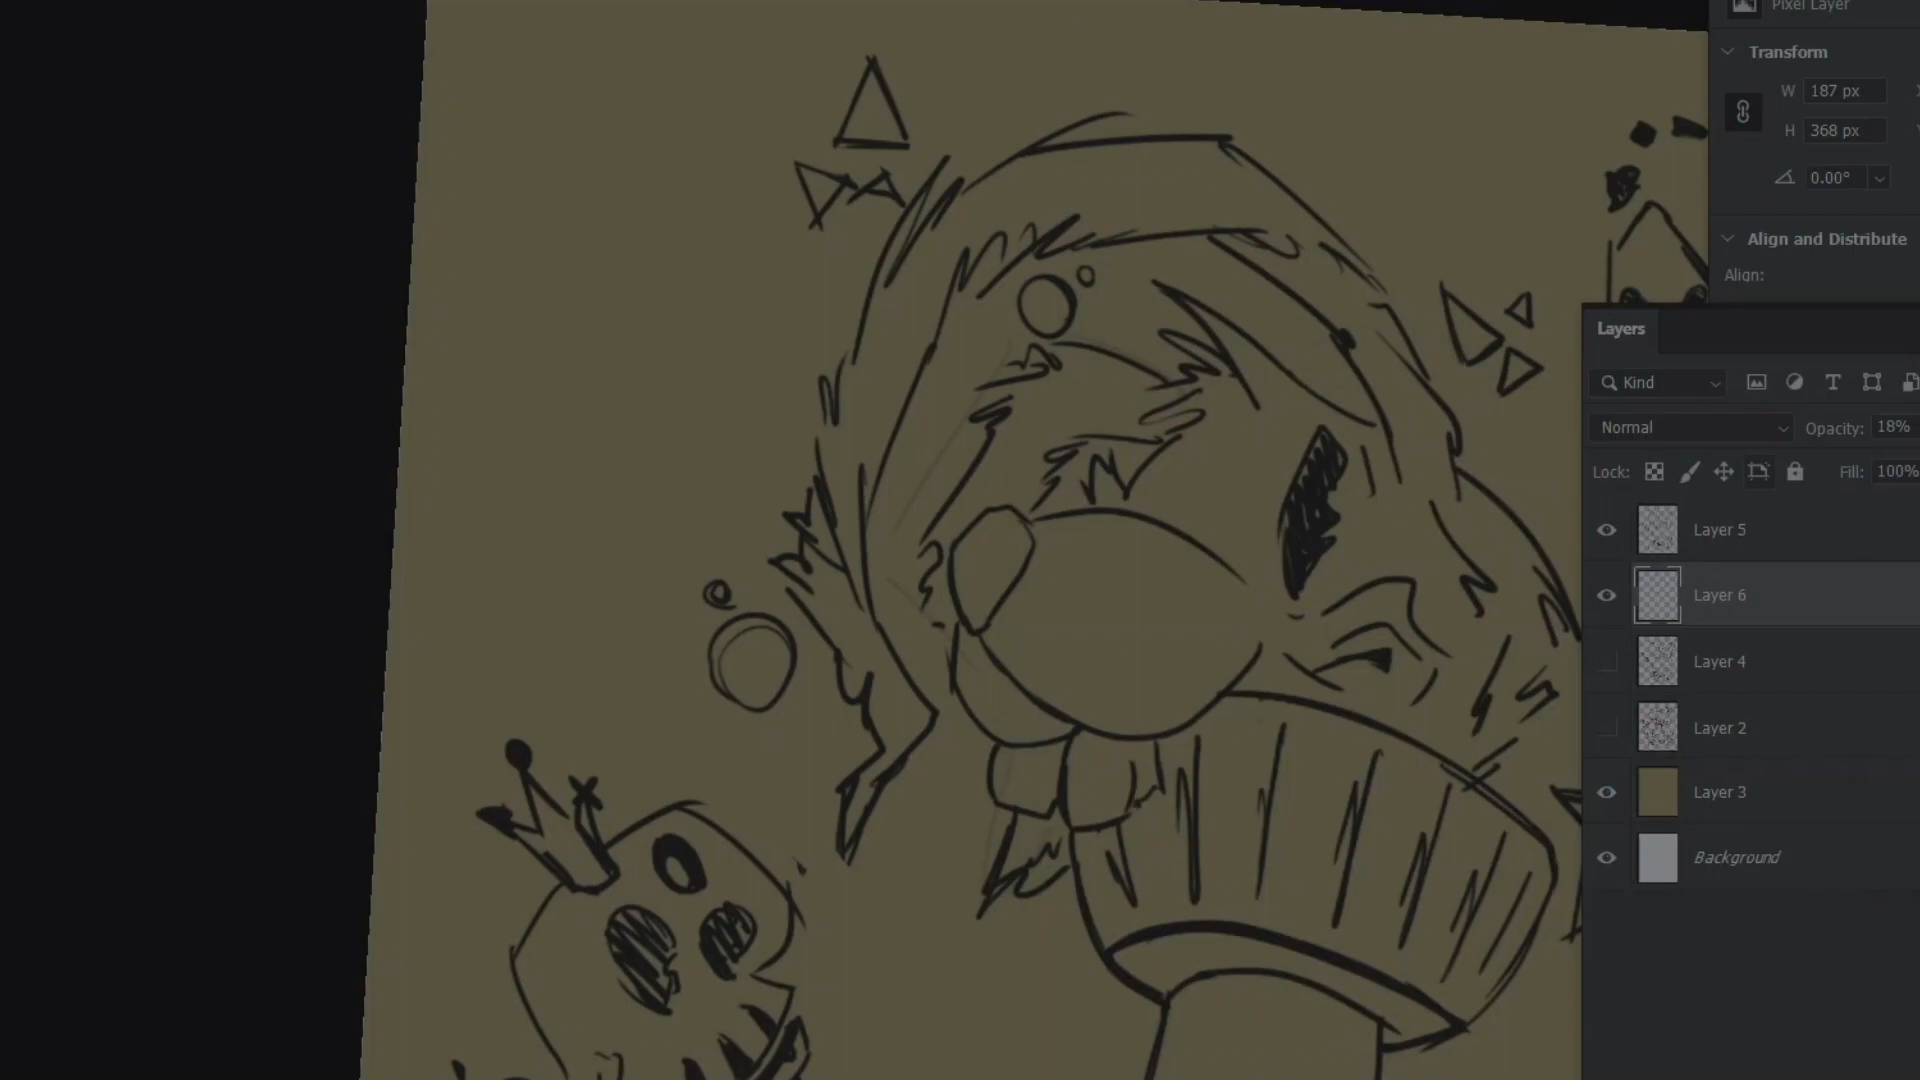 Pixel Layer
Transform
W 187 px
H 368 px
0.00°
Align and Distribute
Align:
Layers
Kind
Normal
Opacity: 18%
Lock:
Fill: 100%
Layer 5
Layer 6
Layer 4
Layer 2
Layer 3
Background